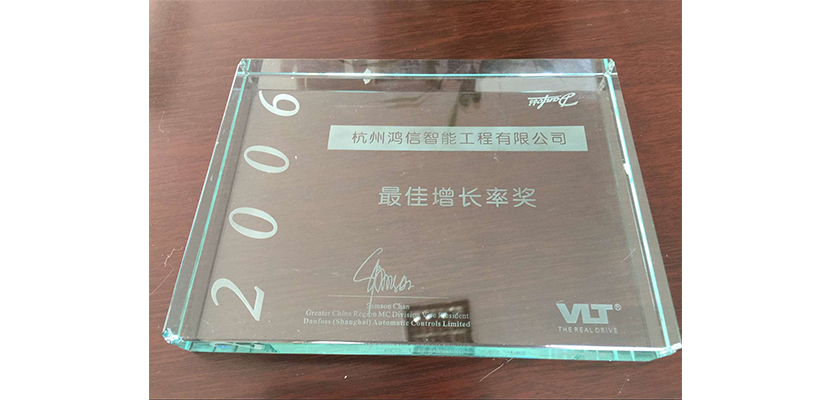 Danfoss
2006
杭州鸿信智能工程有限公司
最佳增长率奖
Samson
Samson Chan
Greater China Region MC Division Vice President
Danfoss (Shanghai) Automatic Controls Limited
VLT®
THE REAL DRIVE